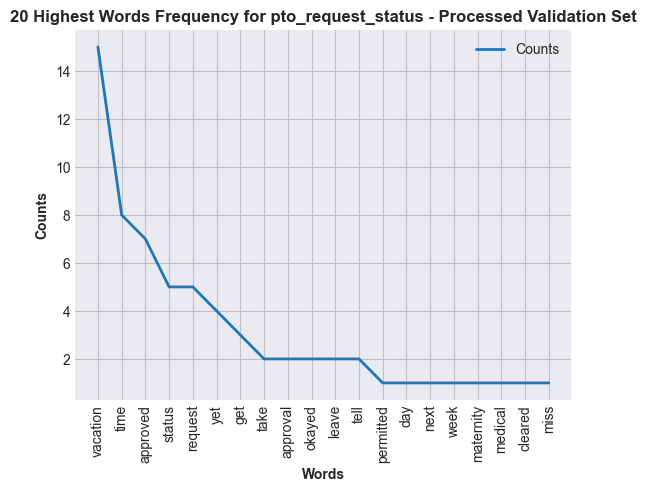 20 Highest Words Frequency for pto_request_status - Processed Validation Set
Counts
Counts
14
12
10
8
6
4
2
vacation
time
approved
status
request
yet
get
take
approval
okayed
leave
tell
permitted
day
next
week
maternity
medical
cleared
miss
Words